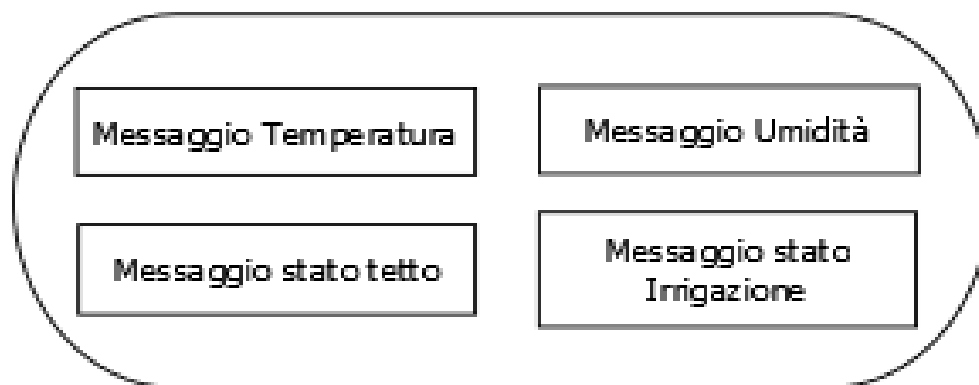 Messaggio Temperatura
Messaggio Umidità
Messaggio stato tetto
Messaggio stato
Irrigazione